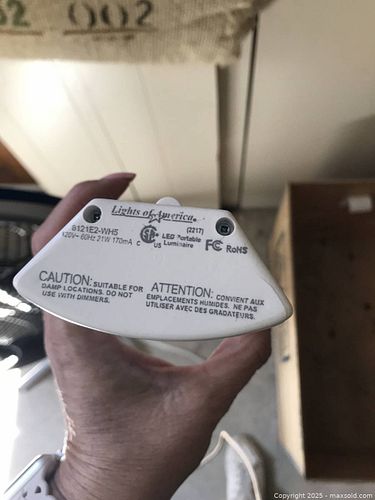 002
Lights of America®
8121E2-WH5 (2217)
120V~ 60Hz 21W 170mA C US LED Portable Luminaire FC RoHS
CAUTION: SUITABLE FOR
DAMP LOCATIONS. DO NOT
USE WITH DIMMERS.
ATTENTION: CONVIENT AUX
EMPLACEMENTS HUMIDES. NE PAS
UTILISER AVEC DES GRADATEURS.
Copyright 2025 - maxsold.com